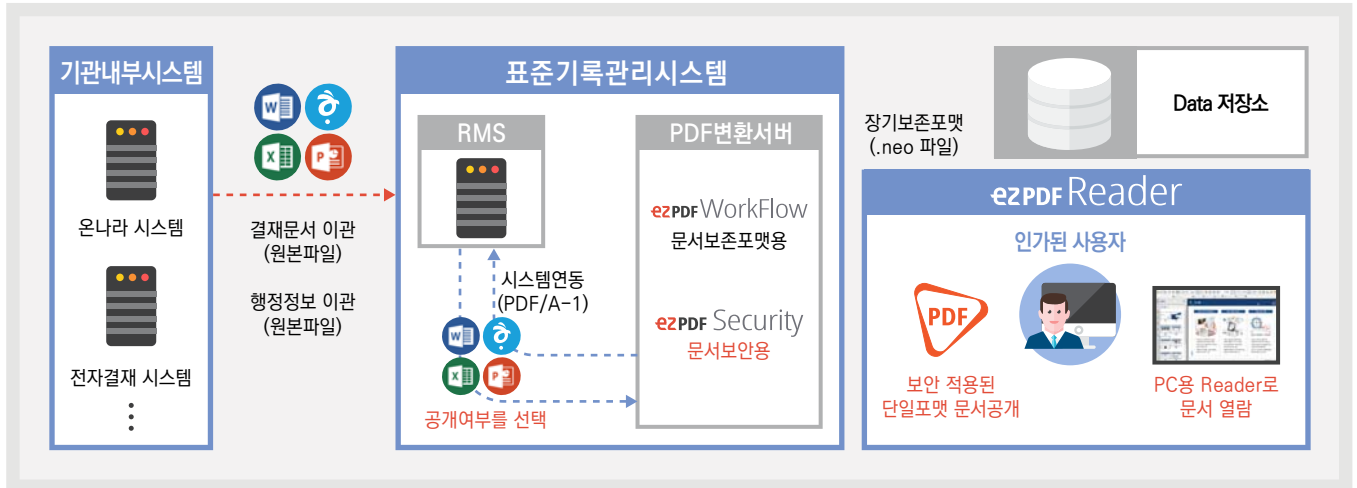 기관내부시스템
온나라 시스템
전자결재 시스템
결재문서 이관
(원본파일)
행정정보 이관
(원본파일)
표준기록관리시스템
RMS
시스템연동
(PDF/A-1)
공개여부를 선택
PDF변환서버
ezPDF WorkFlow
문서보존포맷용
ezPDF Security
문서보안용
장기보존포맷
(.neo 파일)
Data 저장소
ezPDF Reader
인가된 사용자
PDF
보안 적용된
단일포맷 문서공개
PC용 Reader로
문서 열람